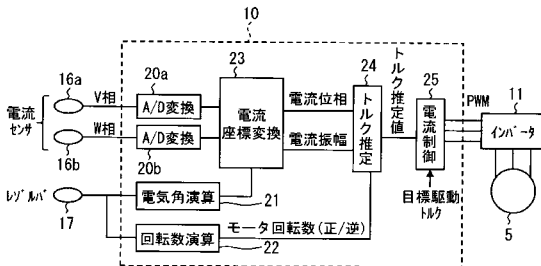 10
16a
電流
センサ
16b
V相
W相
20a
A/D変換
A/D変換
20b
23
電流
座標変換
電流位相
電流振幅
24
トルク推定
トルク
推定値
25
電流制御
目標駆動
トルク
PWM
11
インバータ
5
レゾルバ
17
電気角演算
21
回転数演算
22
モータ回転数(正/逆)